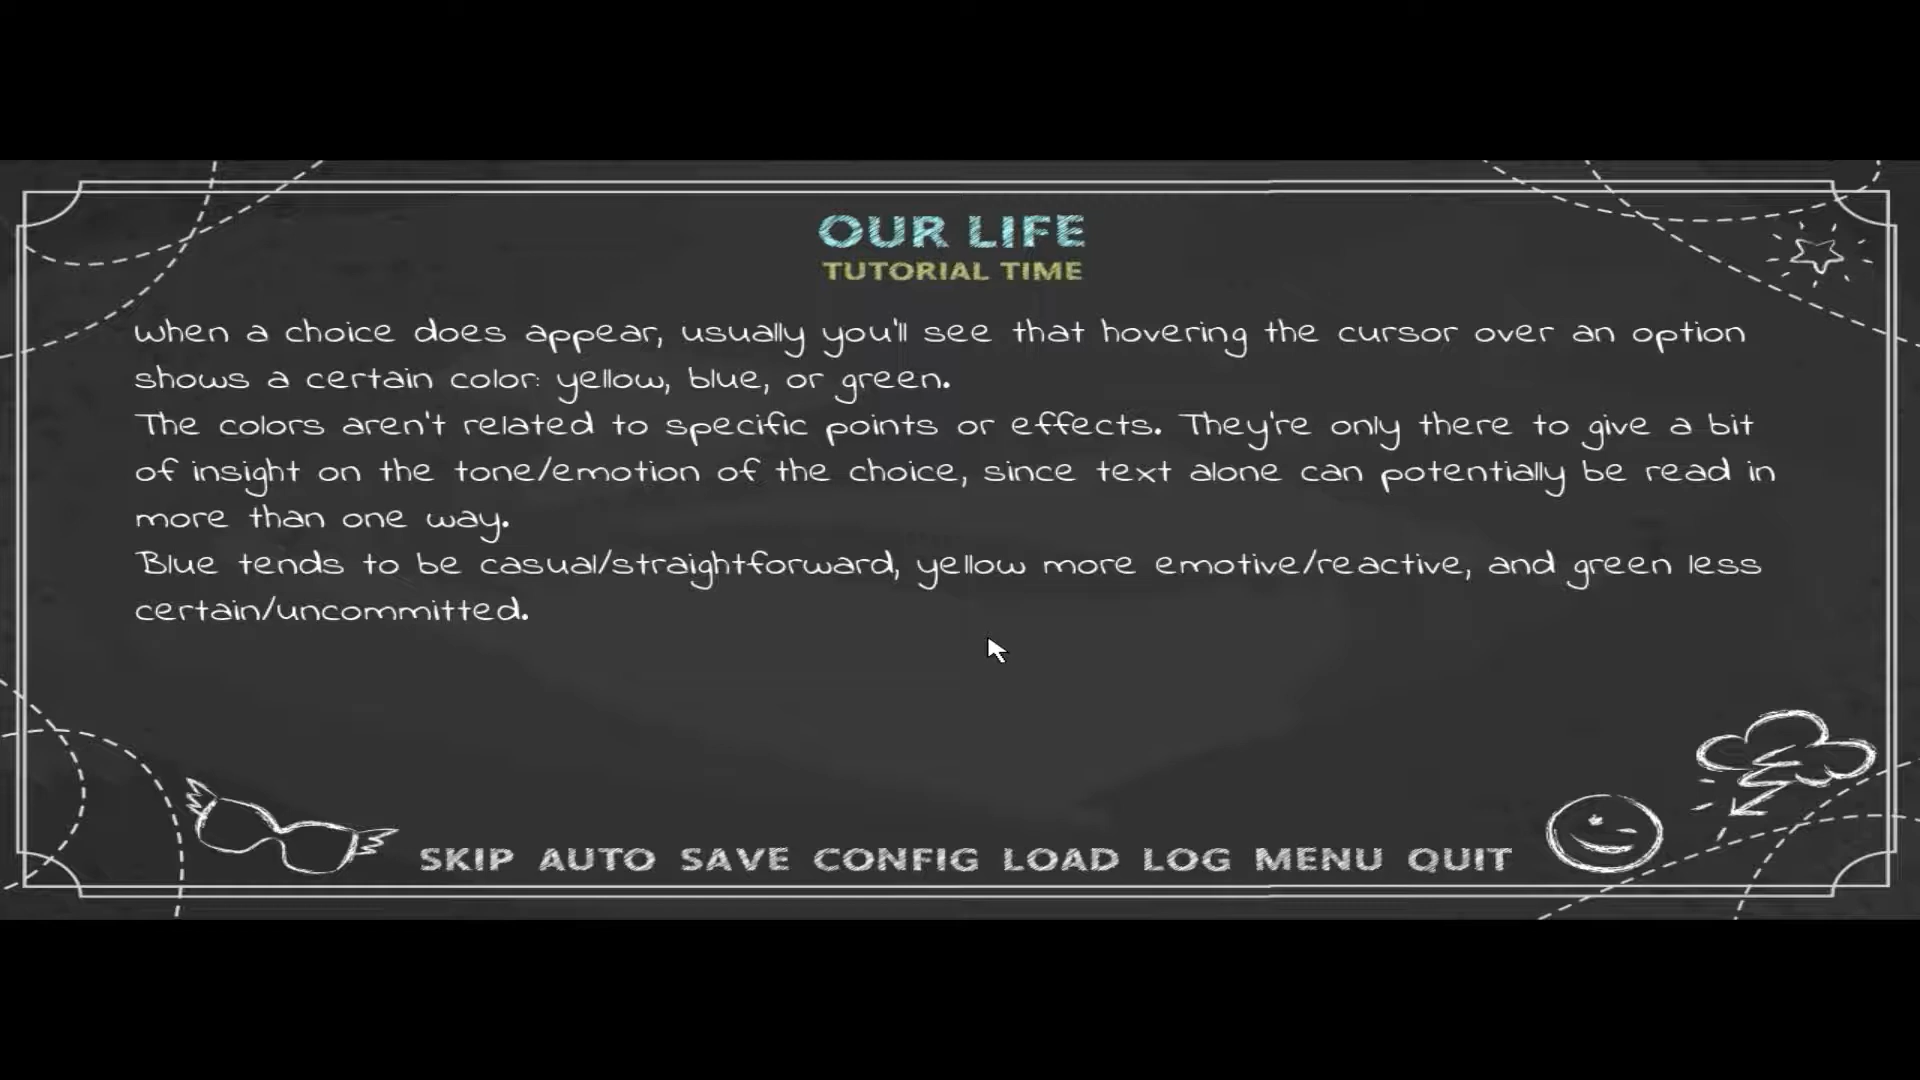 OUR LIFE
TUTORIAL TIME
When a choice does appear, usually you'll see that hovering the cursor over an option
shows a certain color: yellow, blue, or green.
The colors aren't related to specific points or effects. They're only there to give a bit
of insight on the tone/emotion of the choice, since text alone can potentially be read in
more than one way.
Blue tends to be casual/straightforward, yellow more emotive/reactive, and green less
certain/uncommitted.
SKIP AUTO SAVE CONFIG LOAD LOG MENU QUIT